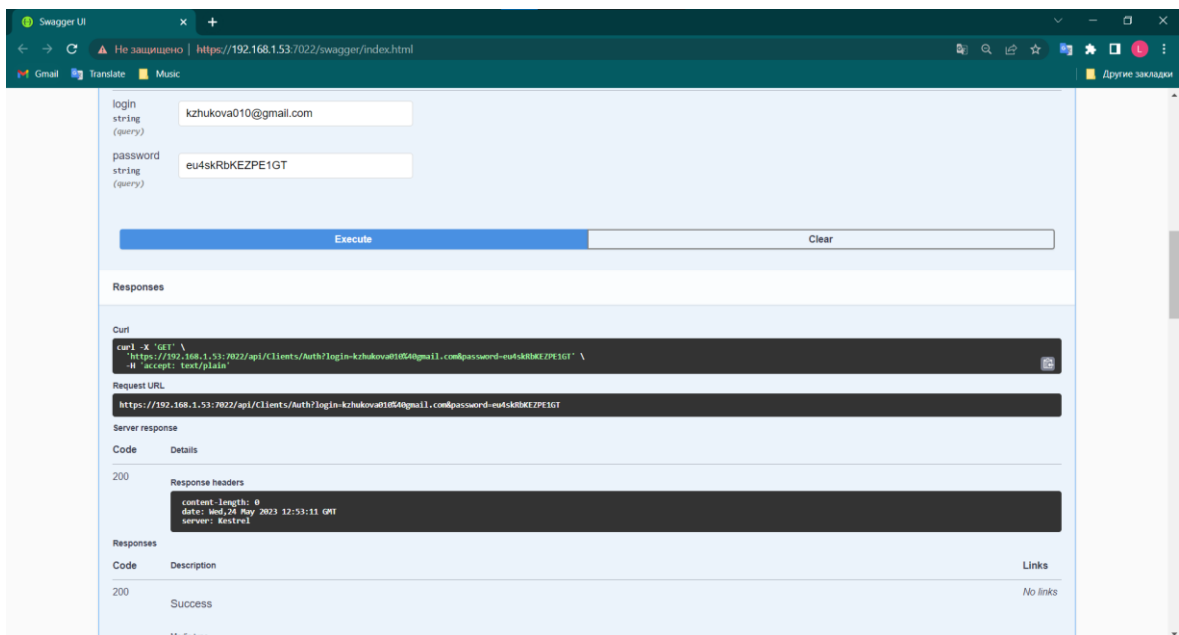 Swagger UI
Не защищено | https://192.168.1.53:7022/swagger/index.html
Gmail Translate Music Другие закладки
login
string
(query)
kzhukova010@gmail.com
password
string
(query)
eu4skRbKEZPE1GT
Execute Clear
Responses
Curl
curl -X 'GET' \
'https://192.168.1.53:7022/api/Clients/Auth?login=kzhukova010%40gmail.com&password=eu4skRbKEZPE1GT' \
-H 'accept: text/plain'
Request URL
https://192.168.1.53:7022/api/Clients/Auth?login=kzhukova010%40gmail.com&password=eu4skRbKEZPE1GT
Server response
Code Details
200
Response headers
content-length: 0
date: Wed,24 May 2023 12:53:11 GMT
server: Kestrel
Responses
Code Description Links
200 No links
Success